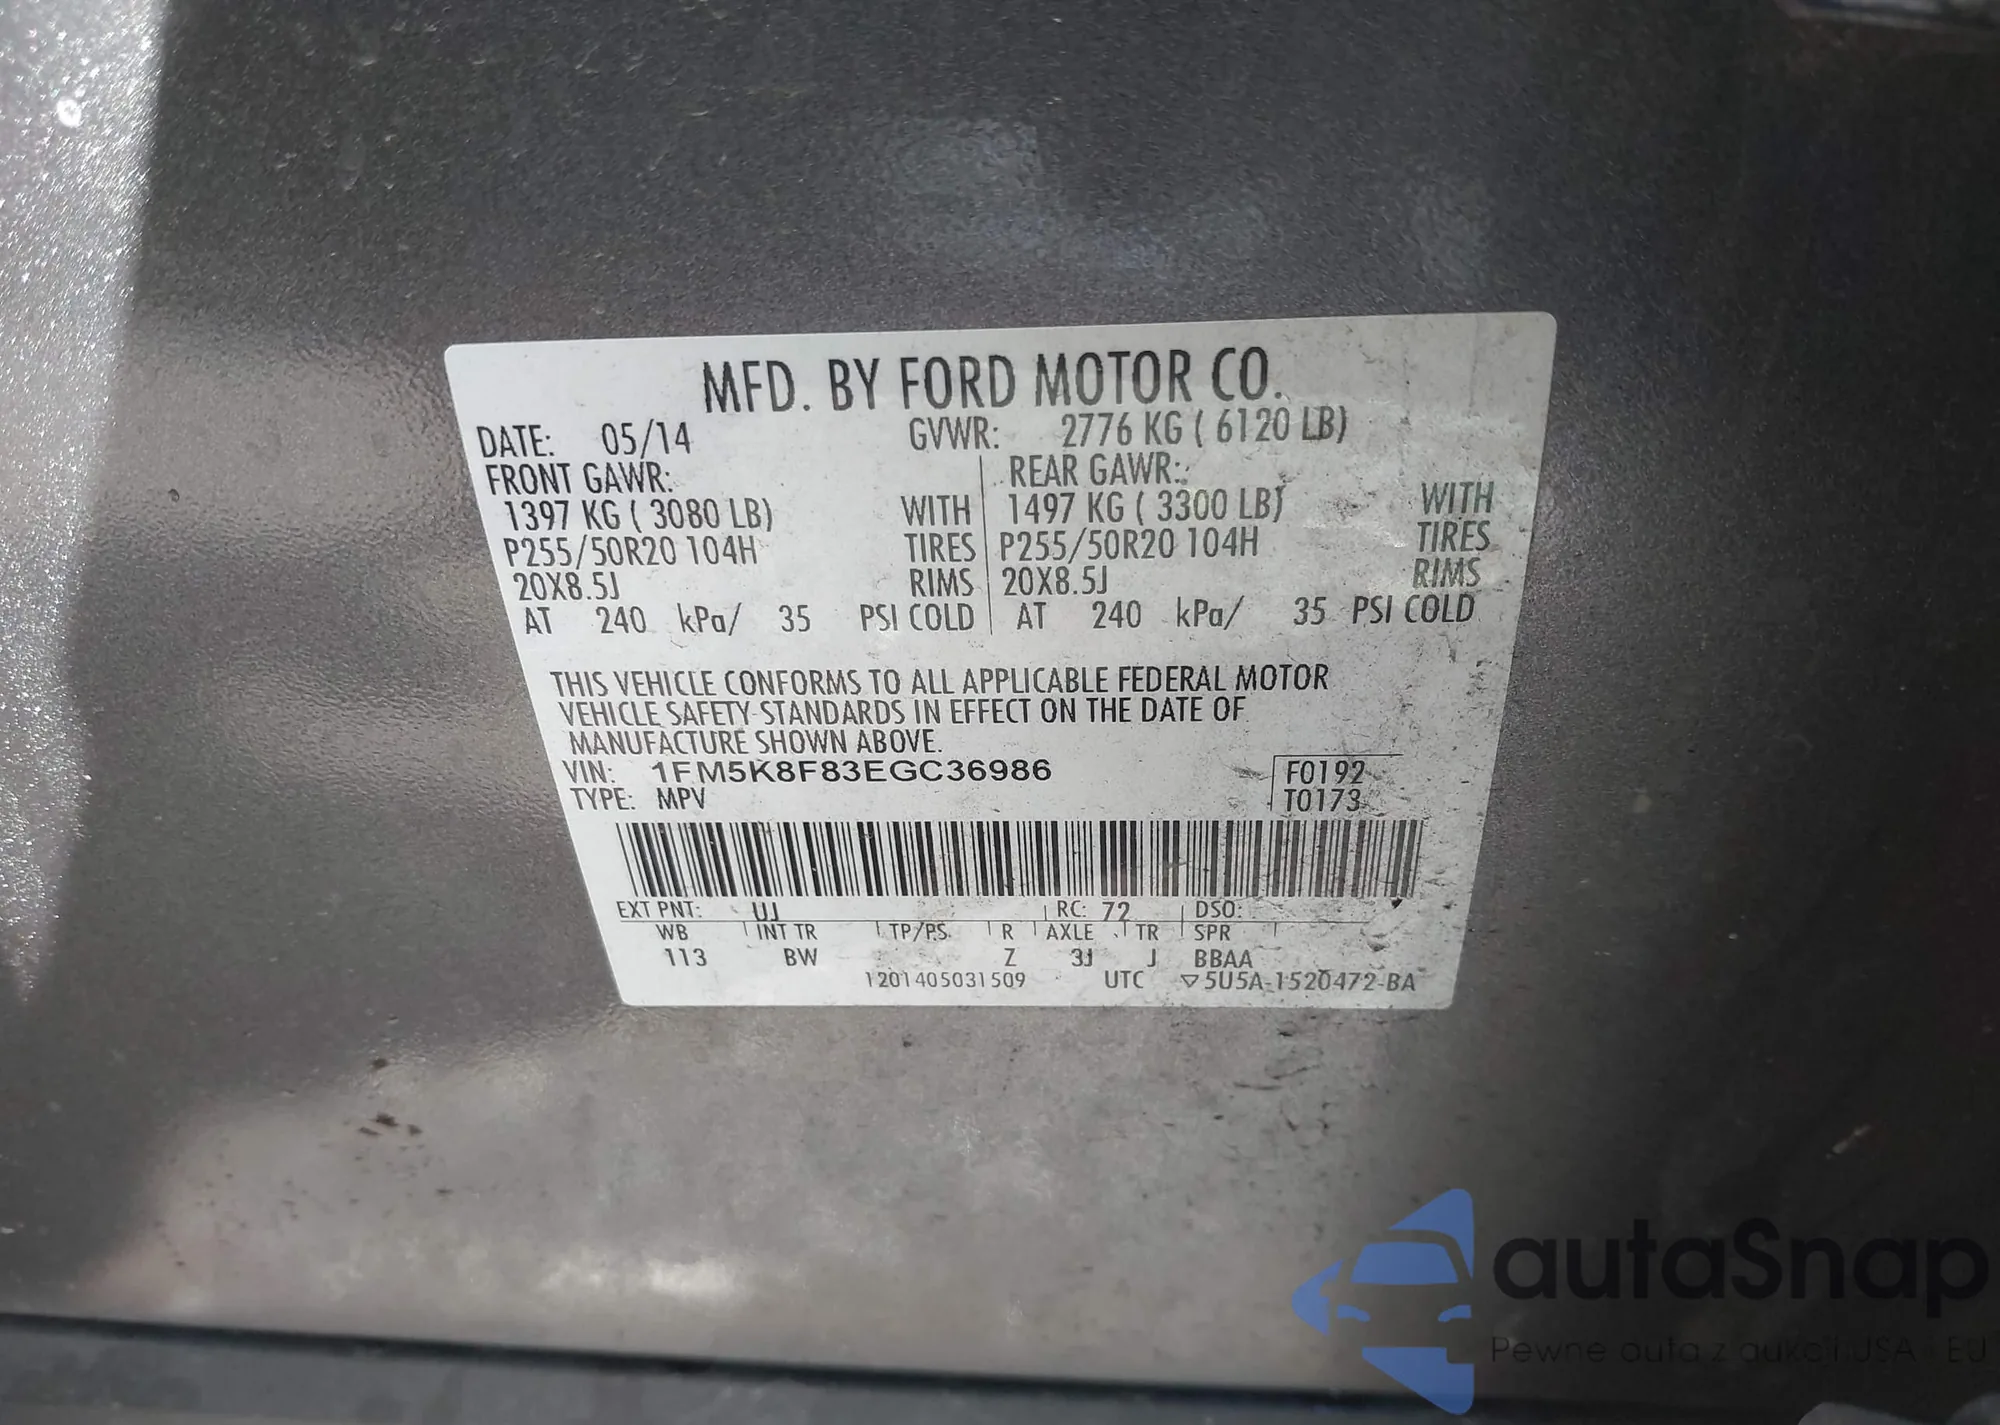 MFD. BY FORD MOTOR CO.
DATE: 05/14 GVWR: 2776 KG ( 6120 LB)
FRONT GAWR: REAR GAWR:
1397 KG ( 3080 LB) WITH 1497 KG ( 3300 LB) WITH
P255/50R20 104H TIRES P255/50R20 104H TIRES
20X8.5J RIMS 20X8.5J RIMS
AT 240 kPa/ 35 PSI COLD AT 240 kPa/ 35 PSI COLD
THIS VEHICLE CONFORMS TO ALL APPLICABLE FEDERAL MOTOR
VEHICLE SAFETY STANDARDS IN EFFECT ON THE DATE OF
MANUFACTURE SHOWN ABOVE.
VIN: 1FM5K8F83EGC36986 F0192
TYPE: MPV T0173
EXT PNT: UJ RC: 72 DSO:
WB INT TR TP/PS R AXLE TR SPR
113 BW Z 3J J BBAA
1201405031509 UTC ▽5U5A-1520472-BA
autaSnap
Pewne auta z aukcji USA - EU